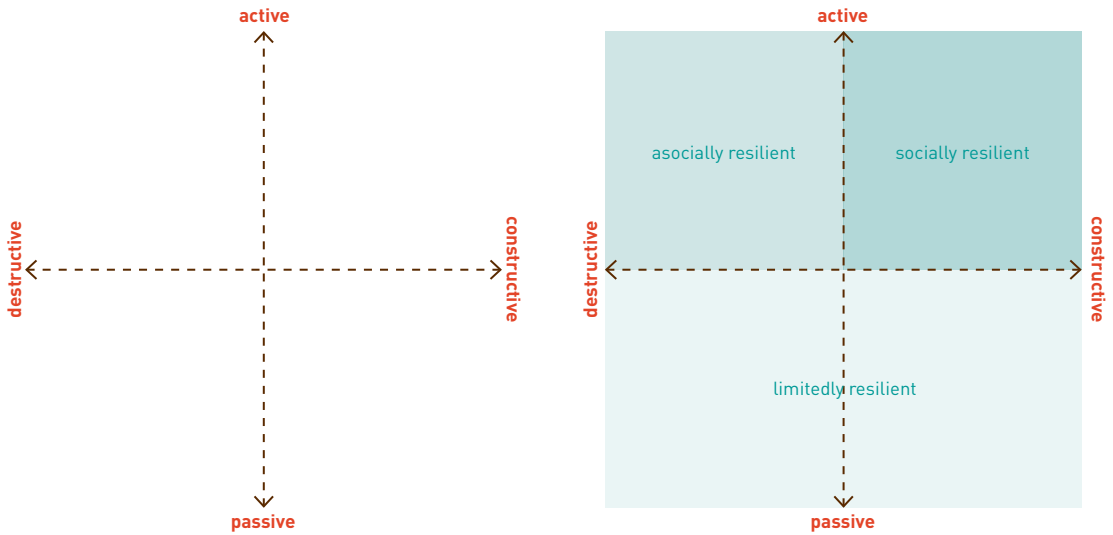 active
destructive
constructive
passive
active
asocially resilient
socially resilient
destructive
constructive
limitedly resilient
passive